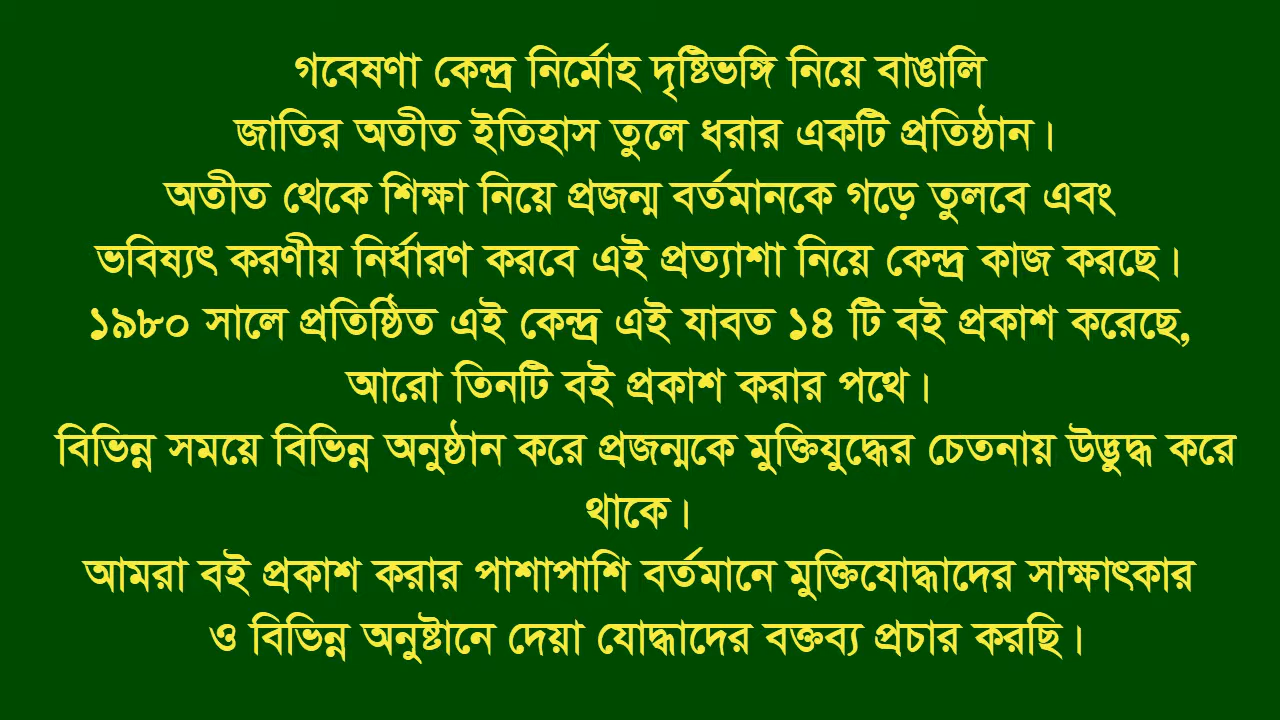 গবেষণা কেন্দ্র নির্মোহ দৃষ্টিভঙ্গি নিয়ে বাঙালি
জাতির অতীত ইতিহাস তুলে ধরার একটি প্রতিষ্ঠান।
অতীত থেকে শিক্ষা নিয়ে প্রজন্ম বর্তমানকে গড়ে তুলবে এবং
ভবিষ্যৎ করণীয় নির্ধারণ করবে এই প্রত্যাশা নিয়ে কেন্দ্র কাজ করছে।
১৯৮০ সালে প্রতিষ্ঠিত এই কেন্দ্র এই যাবত ১৪ টি বই প্রকাশ করেছে,
আরো তিনটি বই প্রকাশ করার পথে।
বিভিন্ন সময়ে বিভিন্ন অনুষ্ঠান করে প্রজন্মকে মুক্তিযুদ্ধের চেতনায় উদ্ভুদ্ধ করে
থাকে।
আমরা বই প্রকাশ করার পাশাপাশি বর্তমানে মুক্তিযোদ্ধাদের সাক্ষাৎকার
ও বিভিন্ন অনুষ্টানে দেয়া যোদ্ধাদের বক্তব্য প্রচার করছি।